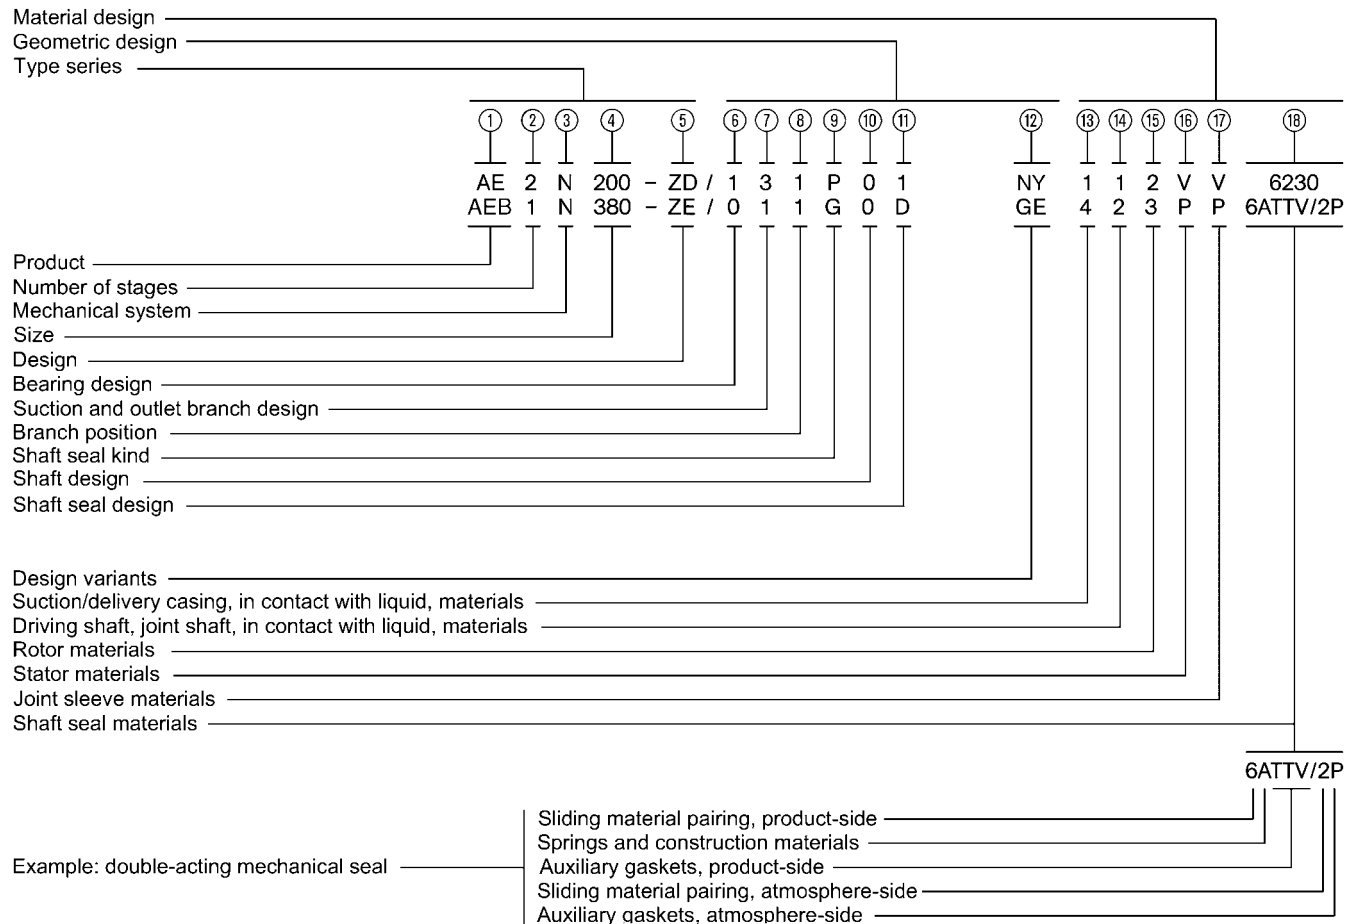 Material design
Geometric design
Type series
① ② ③ ④ ⑤ ⑥ ⑦ ⑧ ⑨ ⑩ ⑪ ⑫ ⑬ ⑭ ⑮ ⑯ ⑰ ⑱
AE 2 N 200 – ZD / 1 3 1 P 0 1 NY 1 1 2 V V 6230
AEB 1 N 380 – ZE / 0 1 1 G 0 D GE 4 2 3 P P 6ATTV/2P
Product
Number of stages
Mechanical system
Size
Design
Bearing design
Suction and outlet branch design
Branch position
Shaft seal kind
Shaft design
Shaft seal design
Design variants
Suction/delivery casing, in contact with liquid, materials
Driving shaft, joint shaft, in contact with liquid, materials
Rotor materials
Stator materials
Joint sleeve materials
Shaft seal materials
6ATTV/2P
Sliding material pairing, product-side
Springs and construction materials
Example: double-acting mechanical seal Auxiliary gaskets, product-side
Sliding material pairing, atmosphere-side
Auxiliary gaskets, atmosphere-side